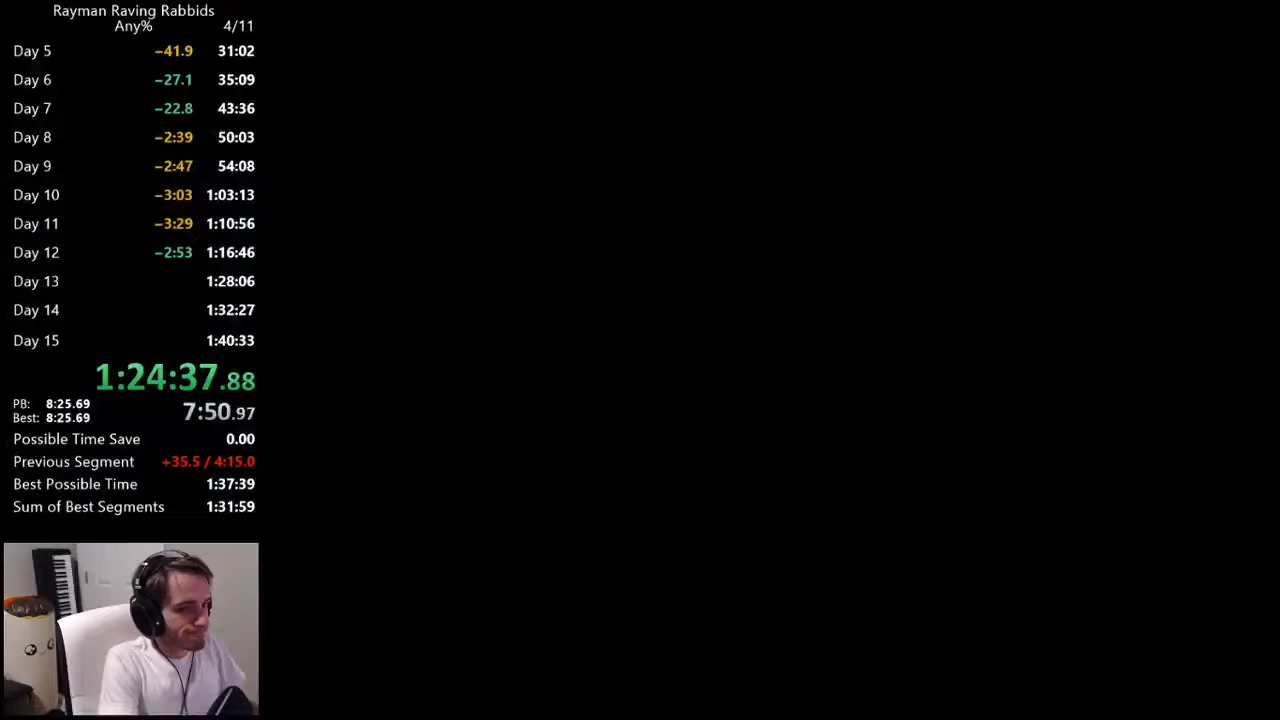 Rayman Raving Rabbids
Any% 4/11
Day 5 −41.9 31:02
Day 6 −27.1 35:09
Day 7 −22.8 43:36
Day 8 −2:39 50:03
Day 9 −2:47 54:08
Day 10 −3:03 1:03:13
Day 11 −3:29 1:10:56
Day 12 −2:53 1:16:46
Day 13 1:28:06
Day 14 1:32:27
Day 15 1:40:33
1:24:37.88
PB: 8:25.69 7:50.97
Best: 8:25.69
Possible Time Save 0.00
Previous Segment +35.5 / 4:15.0
Best Possible Time 1:37:39
Sum of Best Segments 1:31:59